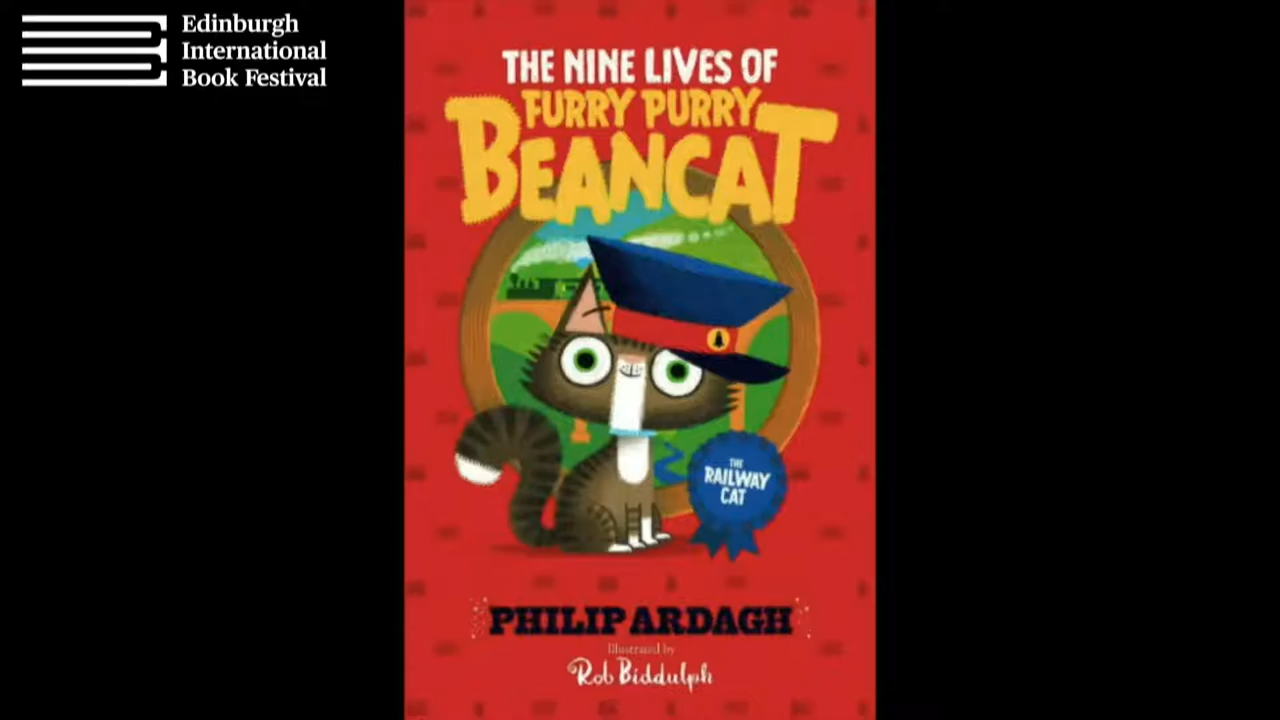 Edinburgh
International
Book Festival
THE NINE LIVES OF
FURRY PURRY
BEANCAT
THE
RAILWAY
CAT
PHILIP ARDAGH
Illustrated by
Rob Biddulph